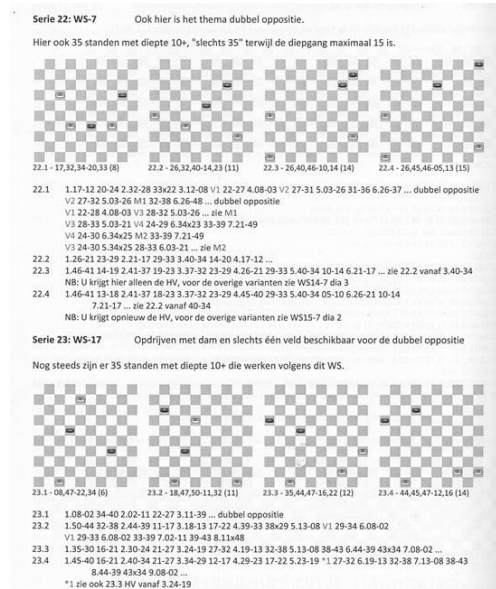 Serie 22: WS-7 Ook hier is het thema dubbel oppositie.
Hier ook 35 standen met diepte 10+, "slechts 35" terwijl de diepgang maximaal 15 is.
22.1 - 17,32,34-20,33 (8) 22.2 - 26,32,40-14,23 (11) 22.3 - 26,40,46-10,14 (14) 22.4 - 26,45,46-05,13 (15)
22.1 1.17-12 20-24 2.32-28 33x22 3.12-08 V1 22-27 4.08-03 V2 27-31 5.03-26 31-36 6.26-37 ... dubbel oppositie
V2 27-32 5.03-26 M1 32-38 6.26-48 ... dubbel oppositie
V1 22-28 4.08-03 V3 28-32 5.03-26 ... zie M1
V3 28-33 5.03-21 V4 24-29 6.34x23 33-39 7.21-49
V4 24-30 6.34x25 M2 33-39 7.21-49
V3 24-30 5.34x25 28-33 6.03-21 ... zie M2
22.2 1.26-21 23-29 2.21-17 29-33 3.40-34 14-20 4.17-12 ...
22.3 1.46-41 14-19 2.41-37 19-23 3.37-32 23-29 4.26-21 29-33 5.40-34 10-14 6.21-17 ... zie 22.2 vanaf 3.40-34
NB: U krijgt hier alleen de HV, voor de overige varianten zie WS14-7 dia 3
22.4 1.46-41 13-18 2.41-37 18-23 3.37-32 23-29 4.45-40 29-33 5.40-34 05-10 6.26-21 10-14
7.21-17 ... zie 22.2 vanaf 40-34
NB: U krijgt opnieuw de HV, voor de overige varianten zie WS15-7 dia 2
Serie 23: WS-17 Opdrijven met dam en slechts één veld beschikbaar voor de dubbel oppositie
Nog steeds zijn er 35 standen met diepte 10+ die werken volgens dit WS.
23.1 - 08,47-22,34 (6) 23.2 - 18,47,50-11,32 (11) 23.3 - 35,44,47-16,22 (12) 23.4 - 44,45,47-12,16 (14)
23.1 1.08-02 34-40 2.02-11 22-27 3.11-39 ... dubbel oppositie
23.2 1.50-44 32-38 2.44-39 11-17 3.18-13 17-22 4.39-33 38x29 5.13-08 V1 29-34 6.08-02
V1 29-33 6.08-02 33-39 7.02-11 39-43 8.11x48
23.3 1.35-30 16-21 2.30-24 21-27 3.24-19 27-32 4.19-13 32-38 5.13-08 38-43 6.44-39 43x34 7.08-02 ...
23.4 1.45-40 16-21 2.40-34 21-27 3.34-29 12-17 4.29-23 17-22 5.23-19 *1 27-32 6.19-13 32-38 7.13-08 38-43
8.44-39 43x34 9.08-02 ...
*1 zie ook 23.3 HV vanaf 3.24-19